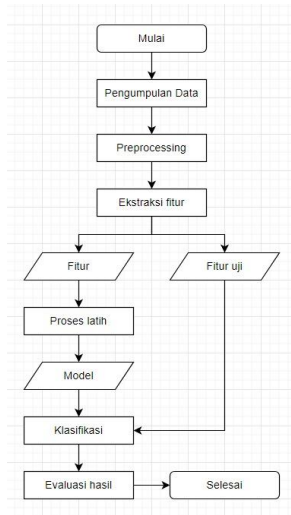 Mulai
Pengumpulan Data
Preprocessing
Ekstraksi fitur
Fitur
Fitur uji
Proses latih
Model
Klasifikasi
Evaluasi hasil
Selesai